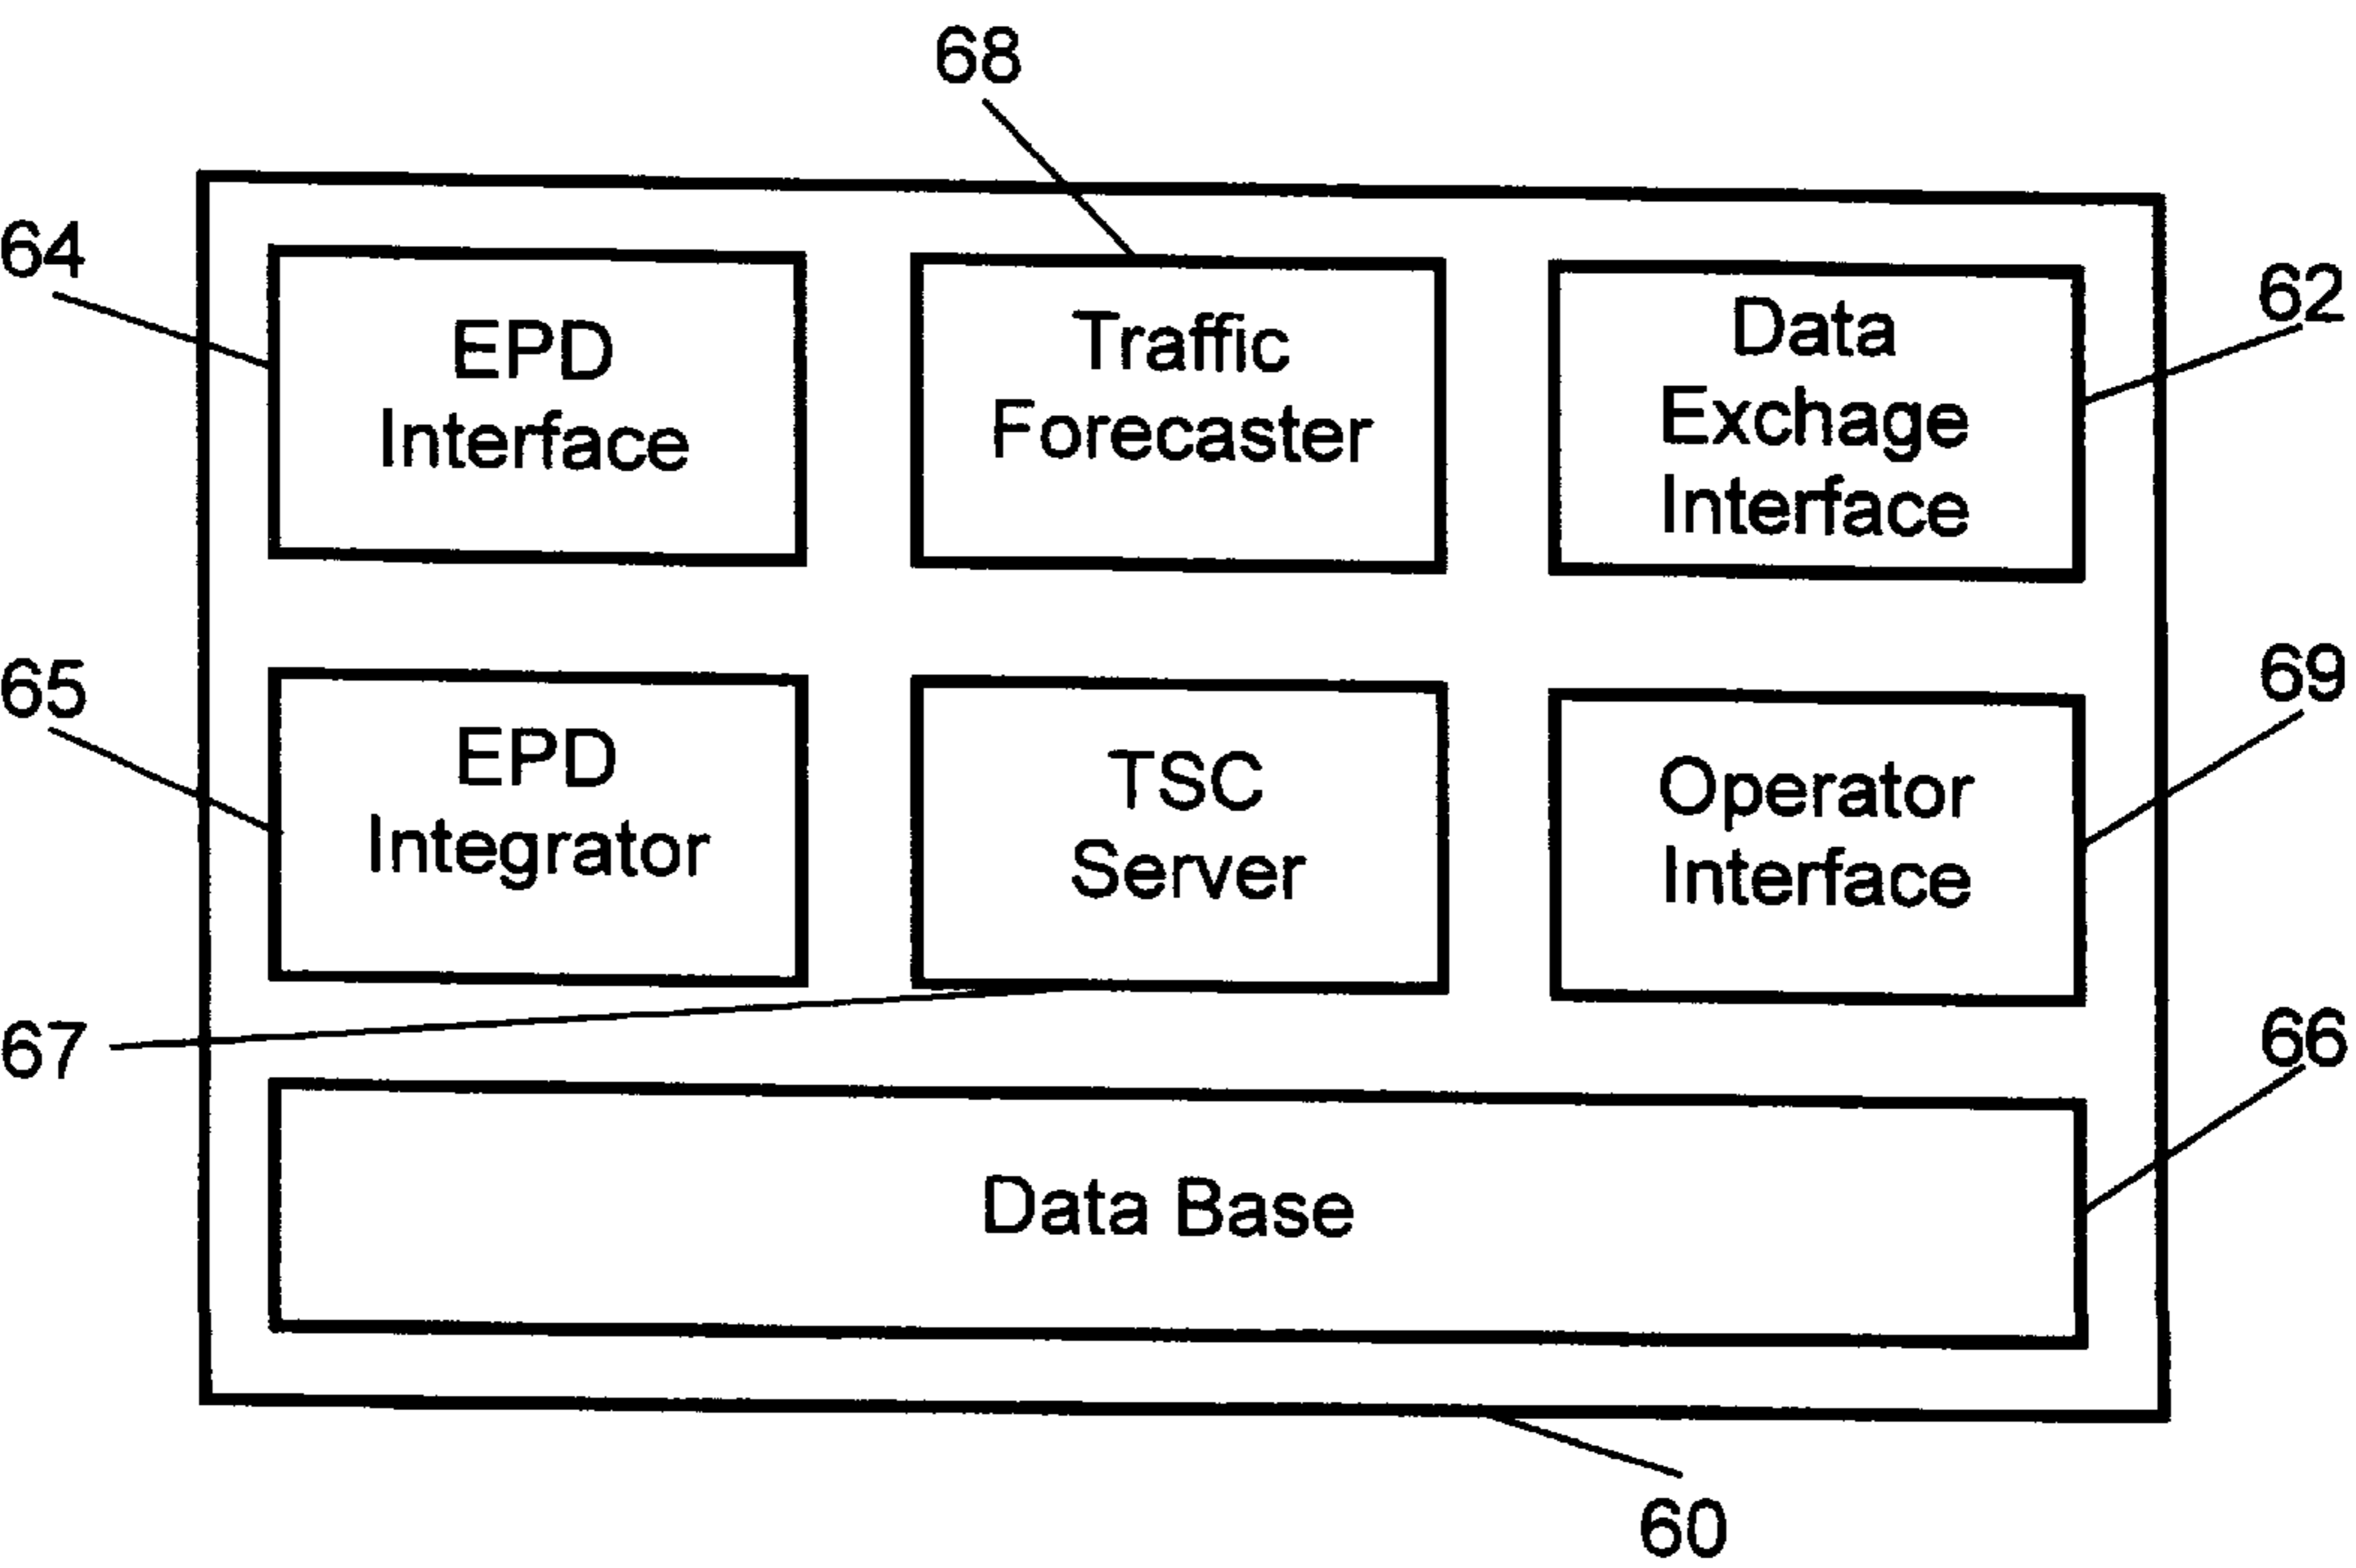 68
64
EPD
Interface
Traffic
Forecaster
Data
Exchage
Interface
62
65
EPD
Integrator
TSC
Server
Operator
Interface
69
67
66
Data Base
60